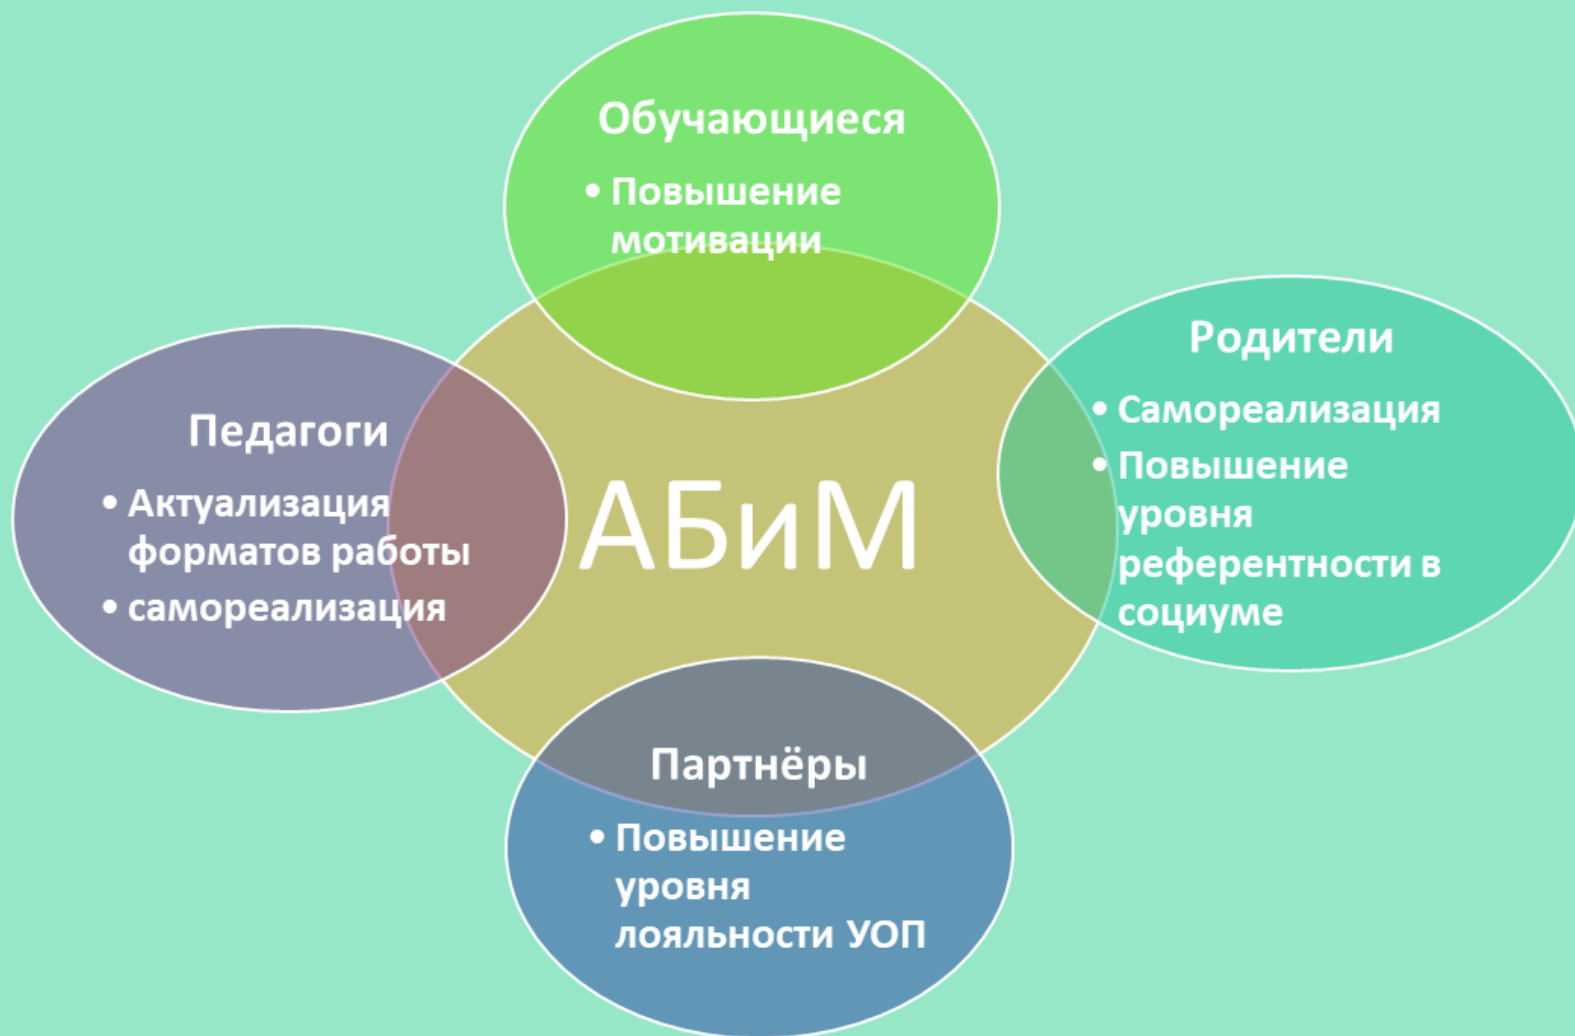 Обучающиеся
• Повышение
мотивации
Родители
• Самореализация
• Повышение
уровня
референтности в
социуме
Педагоги
• Актуализация
форматов работы
• самореализация
АБиМ
Партнёры
• Повышение
уровня
лояльности УОП